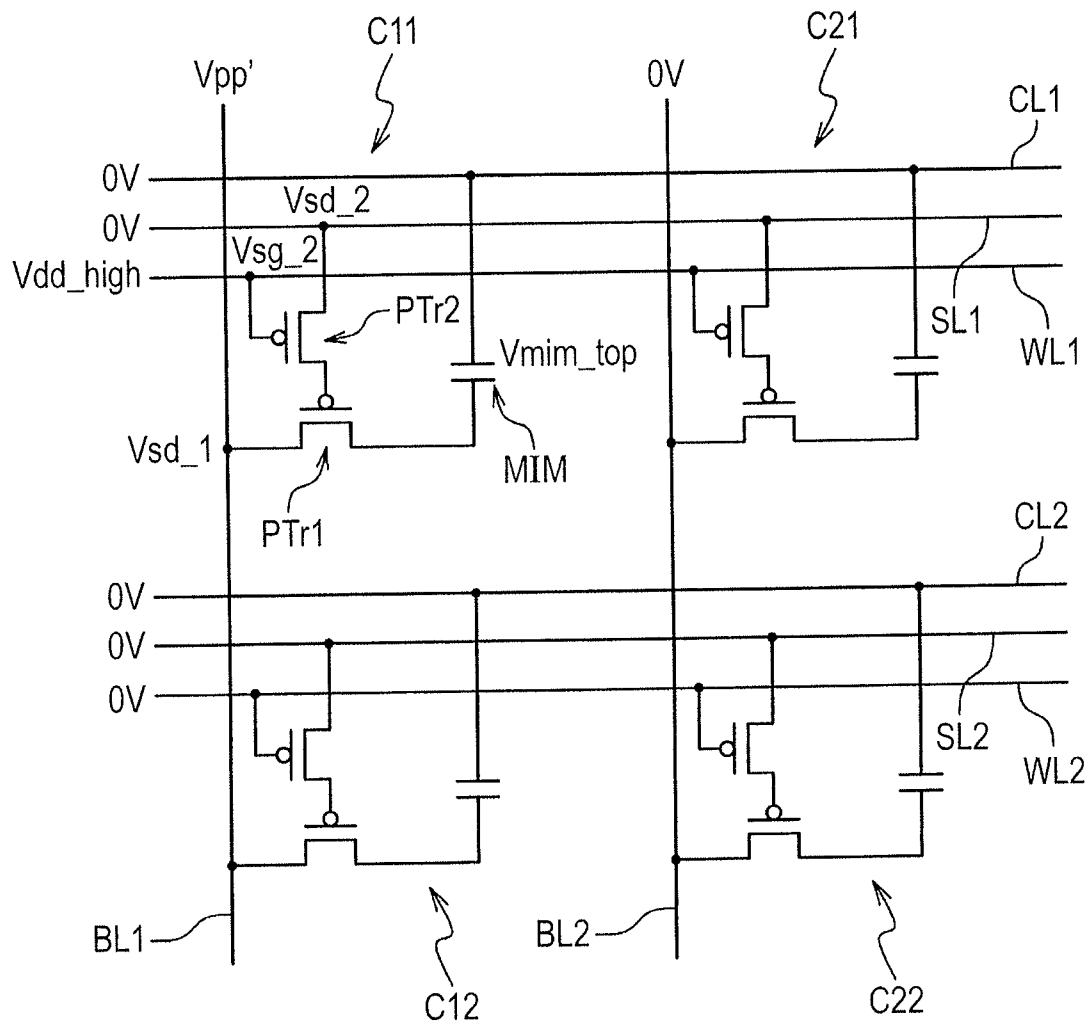 C11
C21
Vpp'
0V
CL1
0V
Vsd_2
0V
Vsg_2
Vdd_high
PTr2
SL1
WL1
Vmim_top
Vsd_1
MIM
PTr1
CL2
0V
0V
0V
SL2
WL2
BL1
BL2
C12
C22